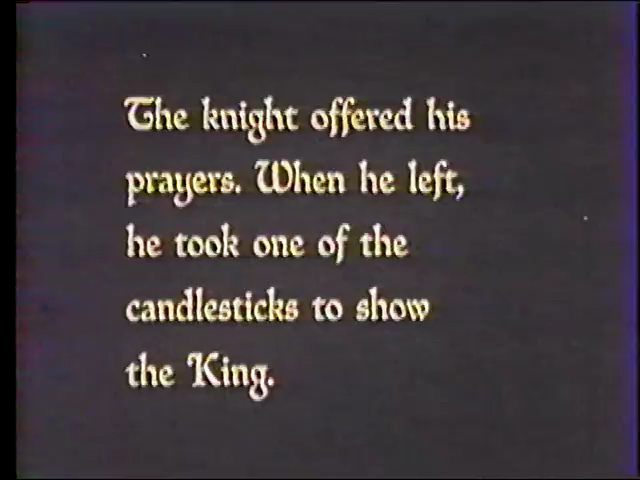 The knight offered his
prayers. When he left,
he took one of the
candlesticks to show
the King.